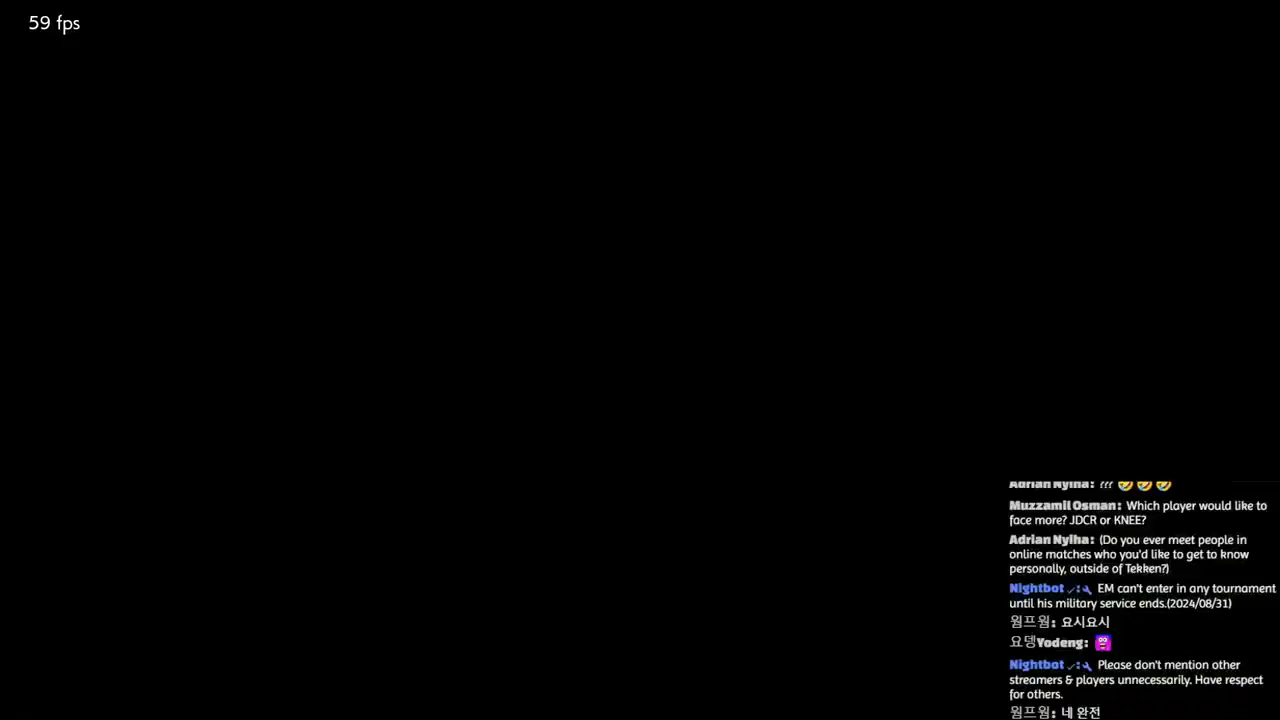 59 fps
Adrian Nyiha: ??? 🤣 🤣 🤣
Muzzamil Osman: Which player would like to
face more? JDCR or KNEE?
Adrian Nyiha: (Do you ever meet people in
online matches who you'd like to get to know
personally, outside of Tekken?)
Nightbot ✓: EM can't enter in any tournament
until his military service ends.(2024/08/31)
웜프웜: 요시요시
요뎅Yodeng:
Nightbot ✓: Please don't mention other
streamers & players unnecessarily. Have respect
for others.
웜프웜: 네 완전